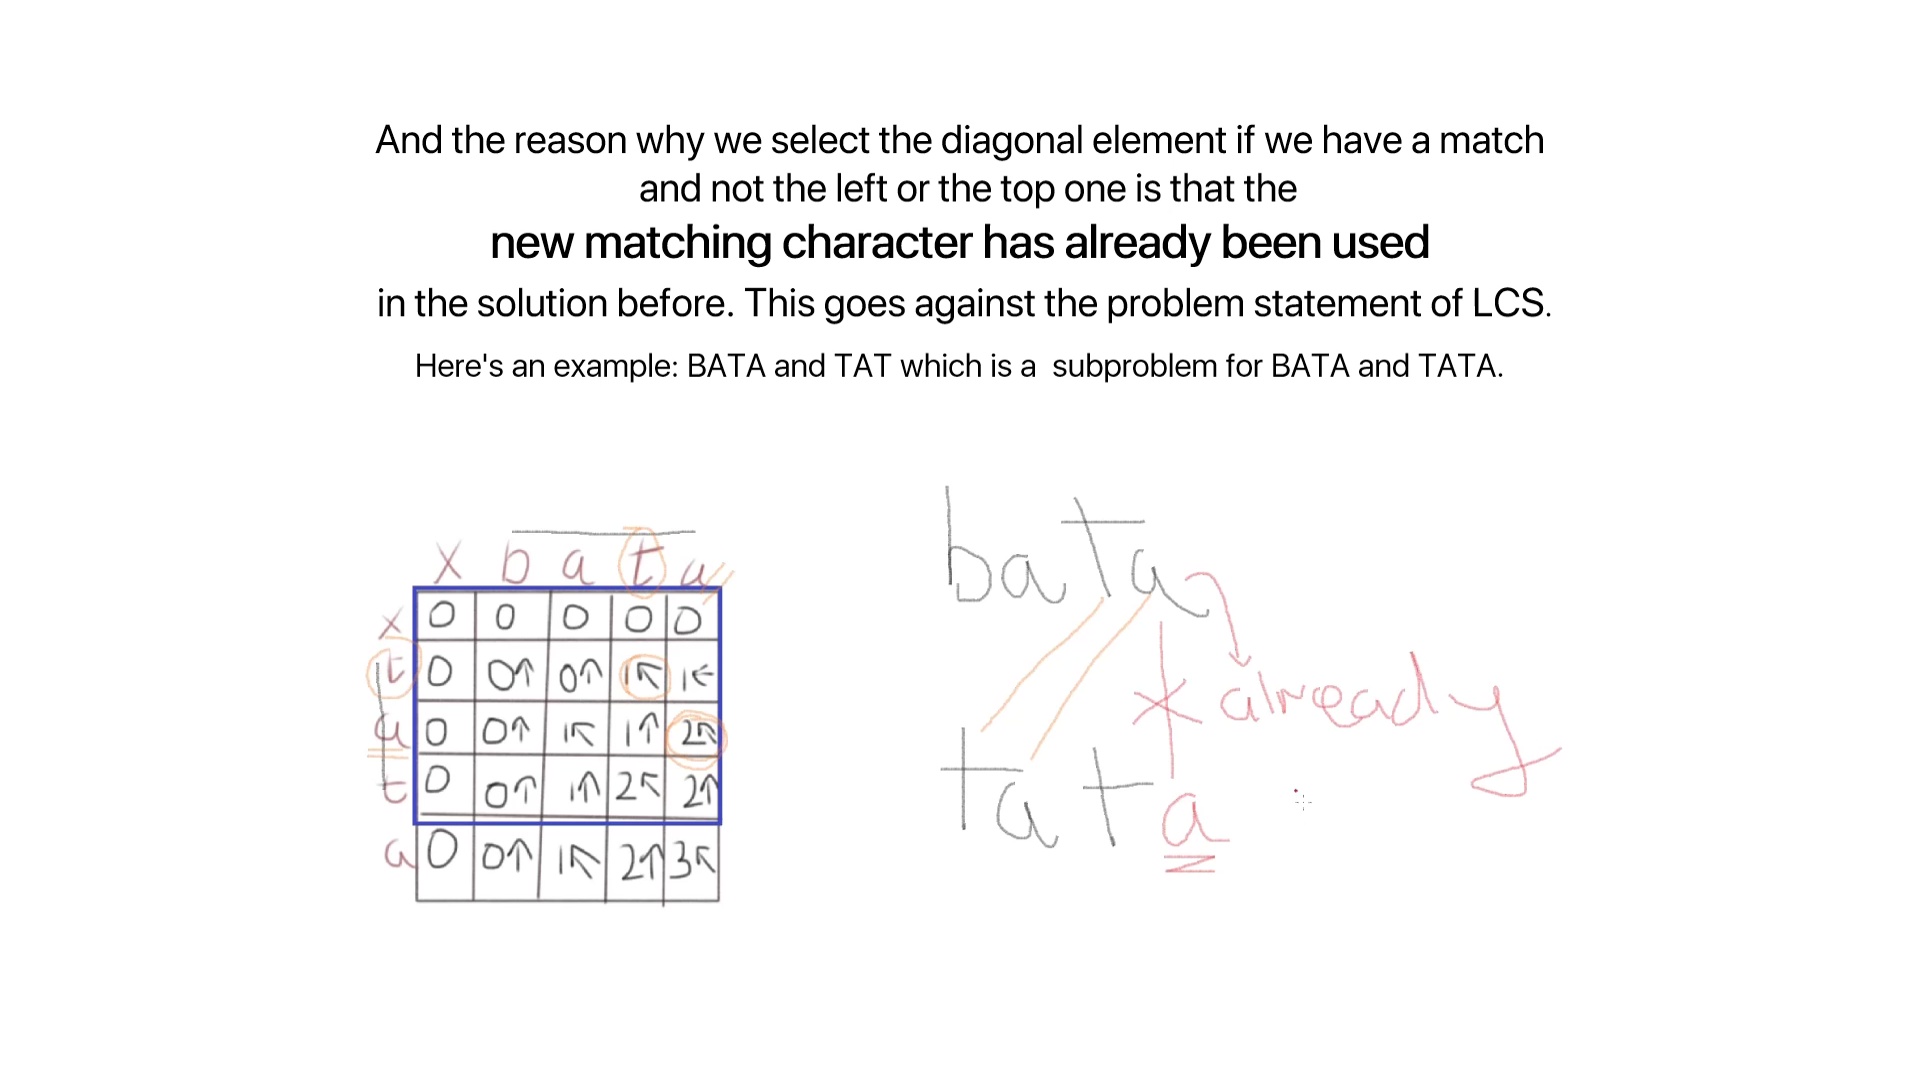 And the reason why we select the diagonal element if we have a match
and not the left or the top one is that the
new matching character has already been used
in the solution before. This goes against the problem statement of LCS.
Here's an example: BATA and TAT which is a subproblem for BATA and TATA.
x b a t a
x 0 0 0 0 0
t 0 0↑ 0↑ 1↖ 1←
a 0 0↑ 1↖ 1↑ 2↖
t 0 0↑ 1↑ 2↖ 2↑
a 0 0↑ 1↖ 2↑ 3↖
bata
already
tata